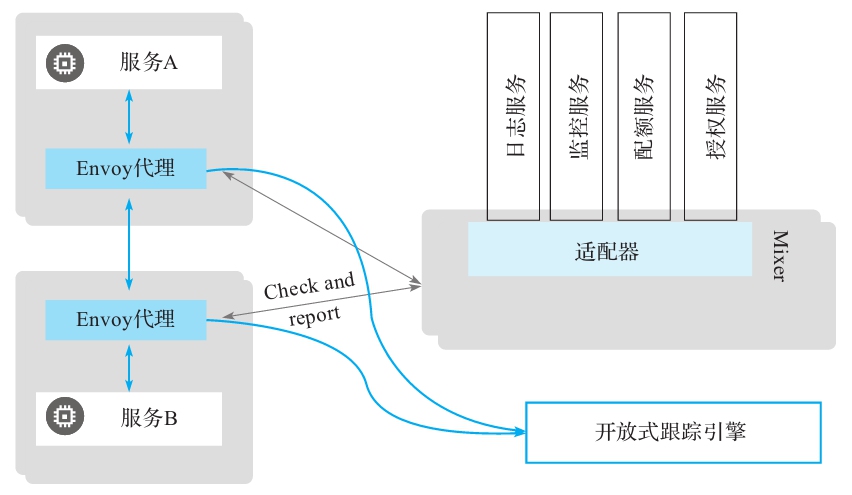 服务A
Envoy代理
Envoy代理
服务B
Check and
report
日志服务
监控服务
配额服务
授权服务
适配器
Mixer
开放式跟踪引擎